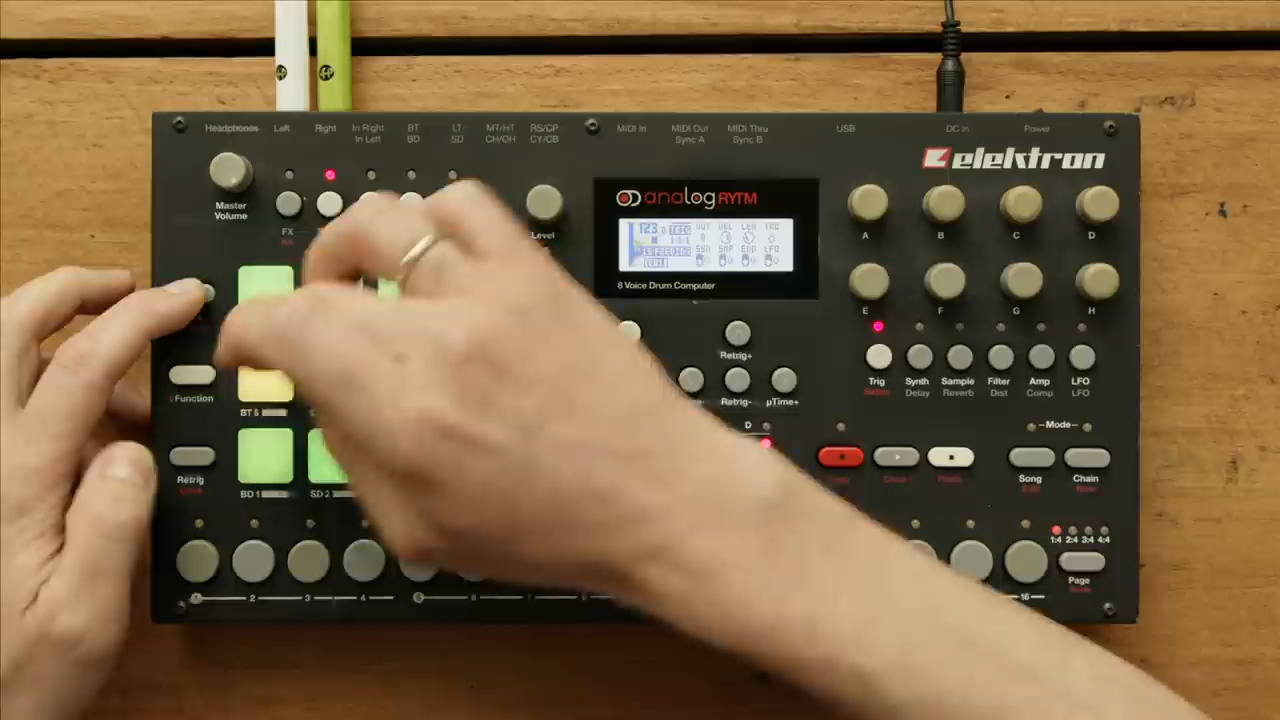 Headphones Left Right In Right BT LT MT/HT RS/CP MIDI In MIDI Out MIDI Thru USB DC In Power
In Left BD SD CH/OH CY/CB Sync A Sync B
elektron
analog RYTM
Master
Volume
FX
Level
A B C D
123
TRIG
8 Voice Drum Computer
E F G H
Retrig+
Function
Retrig-
µTime+
Trig Synth Sample Filter Amp LFO
Delay Reverb Dist Comp LFO
BT 5
D
Mode
Retrig
BD 1
SD 2
Song
Chain
1:4 2:4 3:4 4:4
Page
2 3 4
16